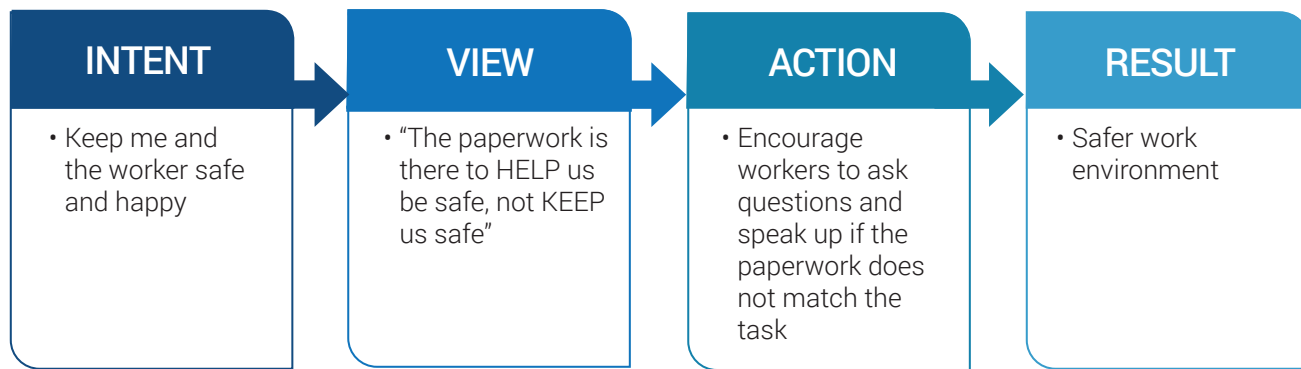 INTENT
• Keep me and
the worker safe
and happy
VIEW
• “The paperwork is
there to HELP us
be safe, not KEEP
us safe”
ACTION
• Encourage
workers to ask
questions and
speak up if the
paperwork does
not match the
task
RESULT
• Safer work
environment